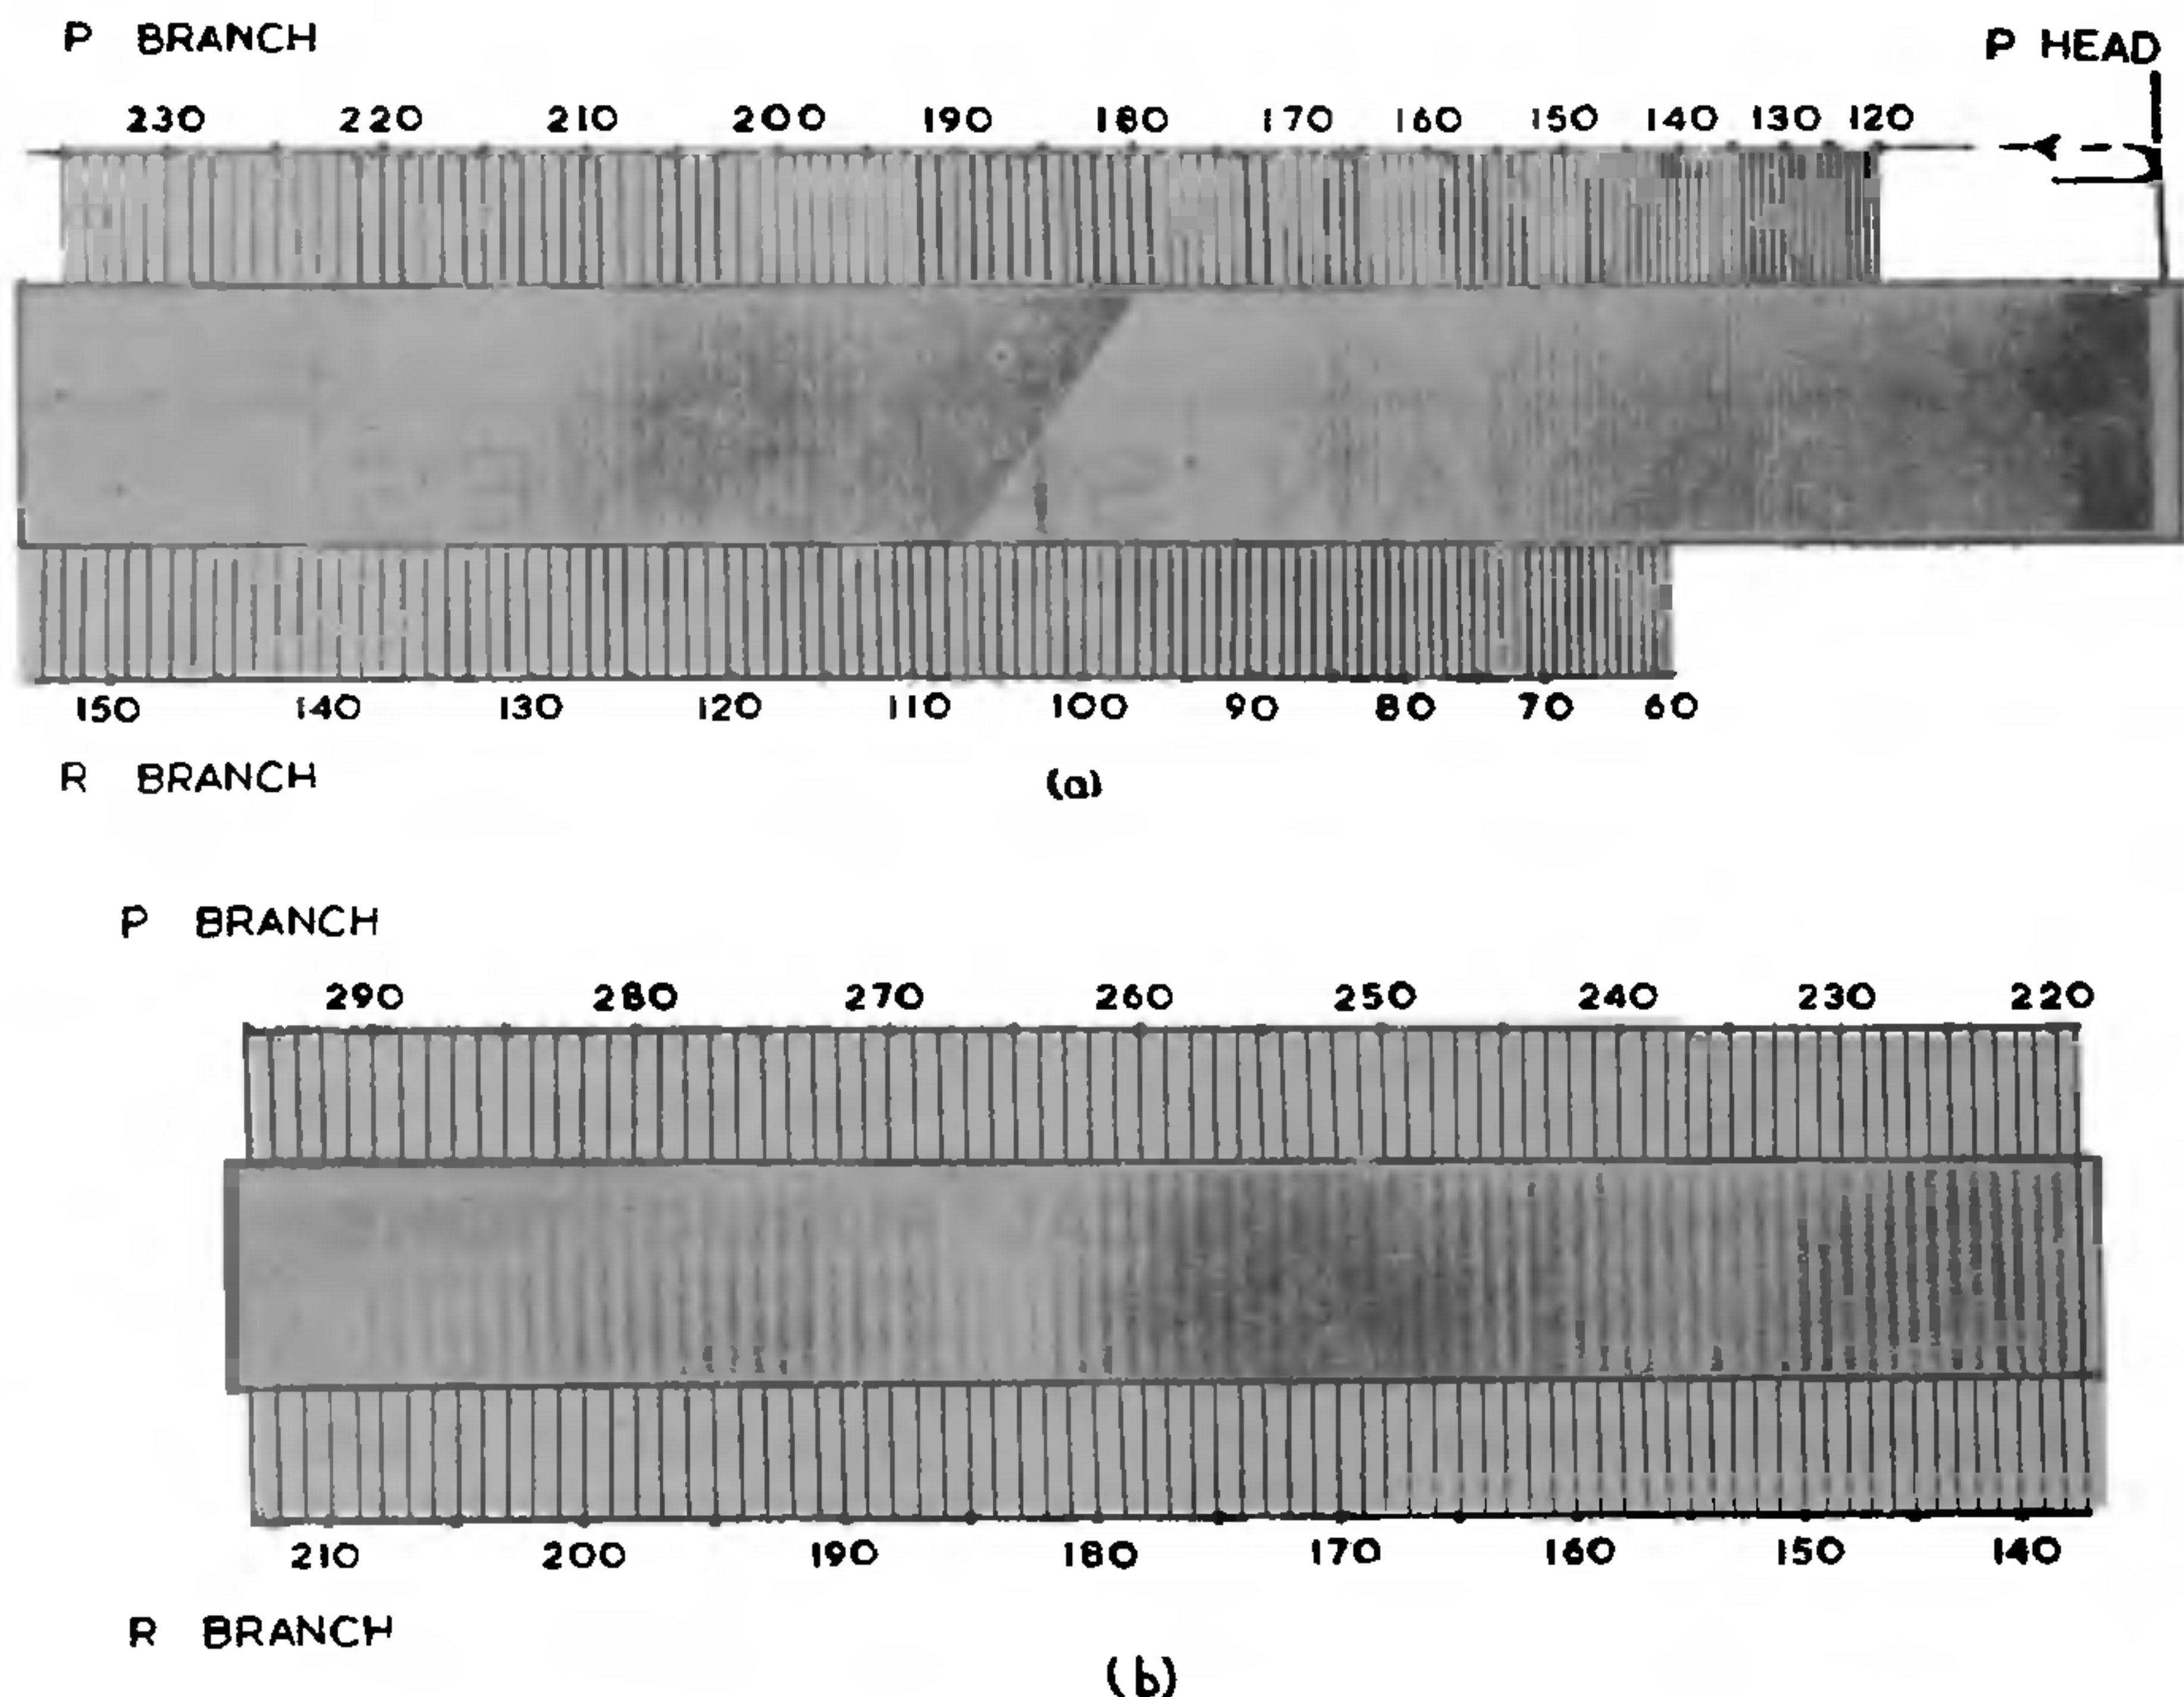 P BRANCH
P HEAD
230 220 210 200 190 180 170 160 150 140 130 120
150 140 130 120 110 100 90 80 70 60
R BRANCH
(a)
P BRANCH
290 280 270 260 250 240 230 220
210 200 190 180 170 160 150 140
R BRANCH
(b)